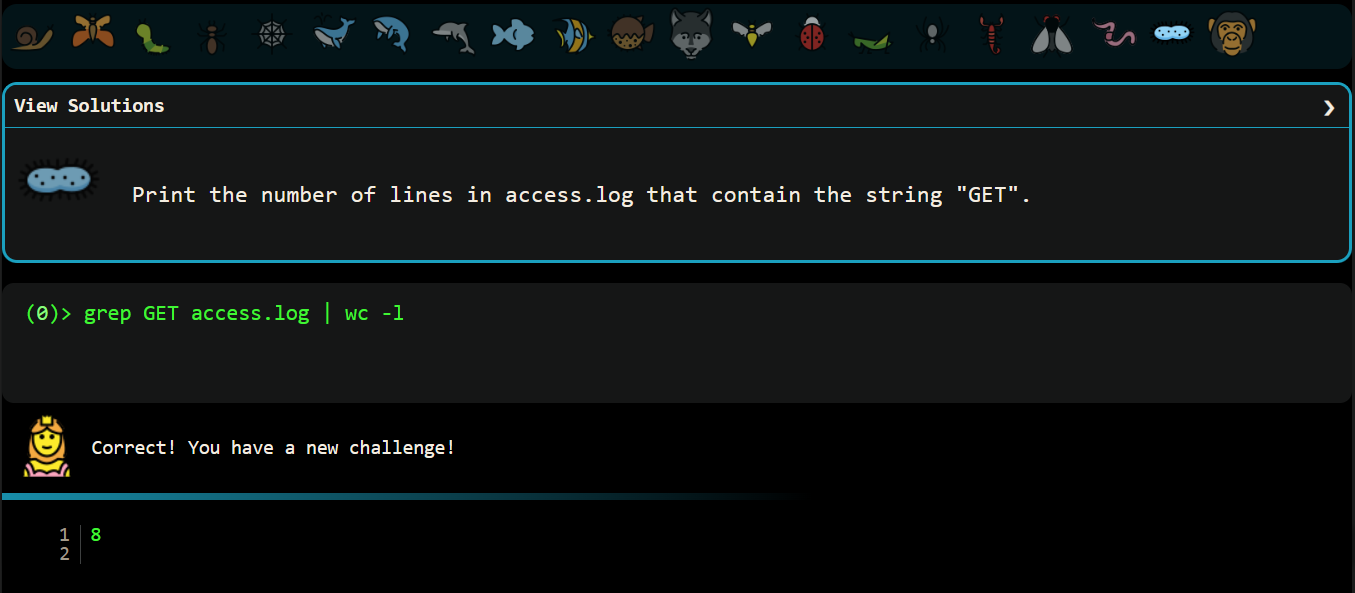 View Solutions ❯
Print the number of lines in access.log that contain the string "GET".
(0)> grep GET access.log | wc -l
Correct! You have a new challenge!
1 8
2